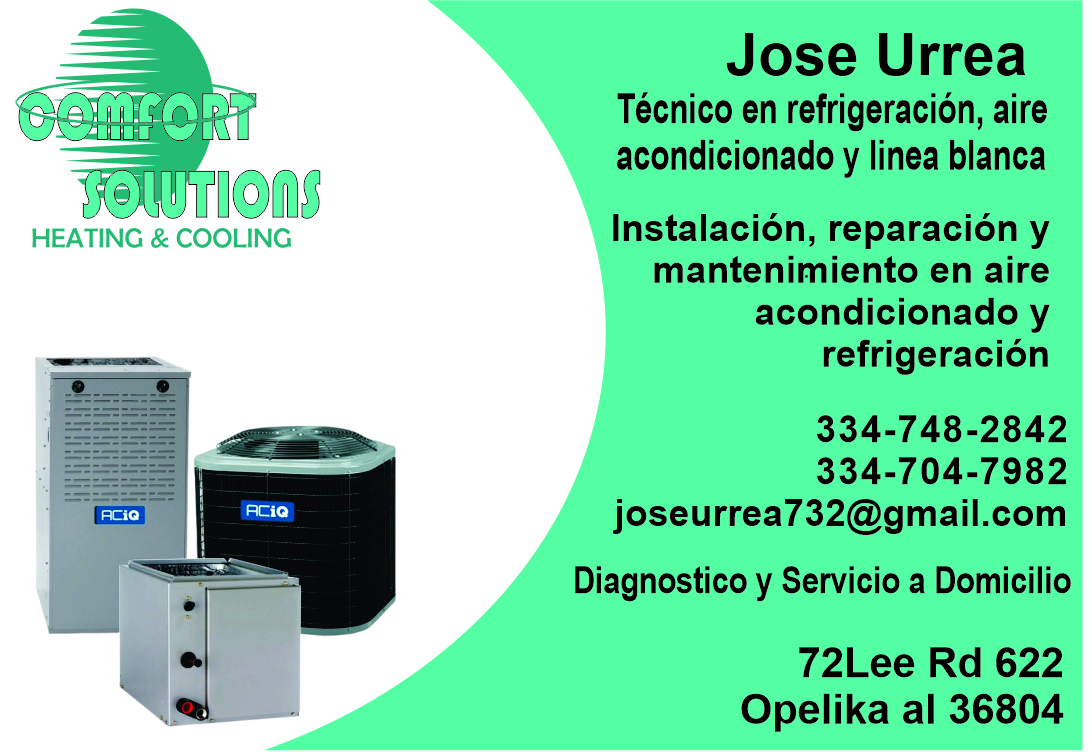 COMFORT
SOLUTIONS
HEATING & COOLING
Jose Urrea
Técnico en refrigeración, aire
acondicionado y linea blanca
Instalación, reparación y
mantenimiento en aire
acondicionado y
refrigeración
334-748-2842
334-704-7982
joseurrea732@gmail.com
Diagnostico y Servicio a Domicilio
72Lee Rd 622
Opelika al 36804
ACiQ
ACiQ